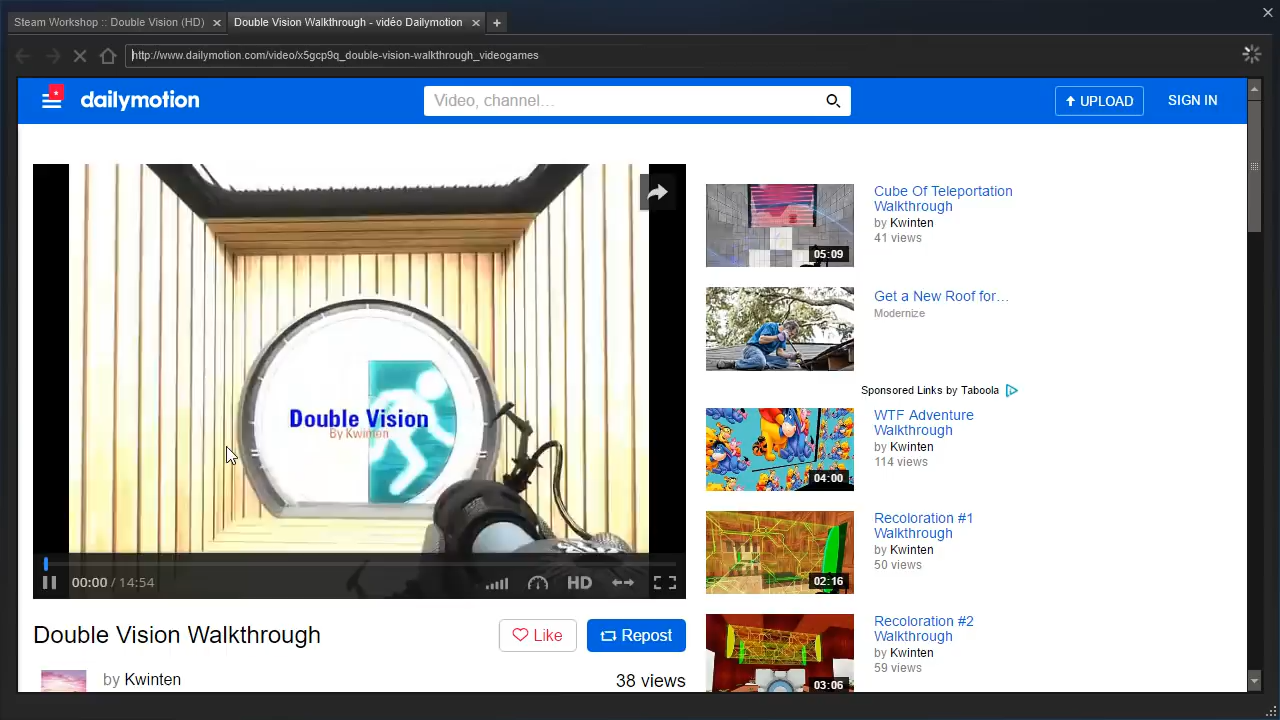 Steam Workshop :: Double Vision (HD)
Double Vision Walkthrough - vidéo Dailymotion
http://www.dailymotion.com/video/x5gcp9q_double-vision-walkthrough_videogames
dailymotion
Video, channel...
UPLOAD
SIGN IN
Double Vision
By Kwinten
00:00 / 14:54
HD
Double Vision Walkthrough
Like
Repost
by Kwinten
38 views
Cube Of Teleportation
Walkthrough
by Kwinten
41 views
05:09
Get a New Roof for…
Modernize
Sponsored Links by Taboola
WTF Adventure
Walkthrough
by Kwinten
114 views
04:00
Recoloration #1
Walkthrough
by Kwinten
50 views
02:16
Recoloration #2
Walkthrough
by Kwinten
59 views
03:06